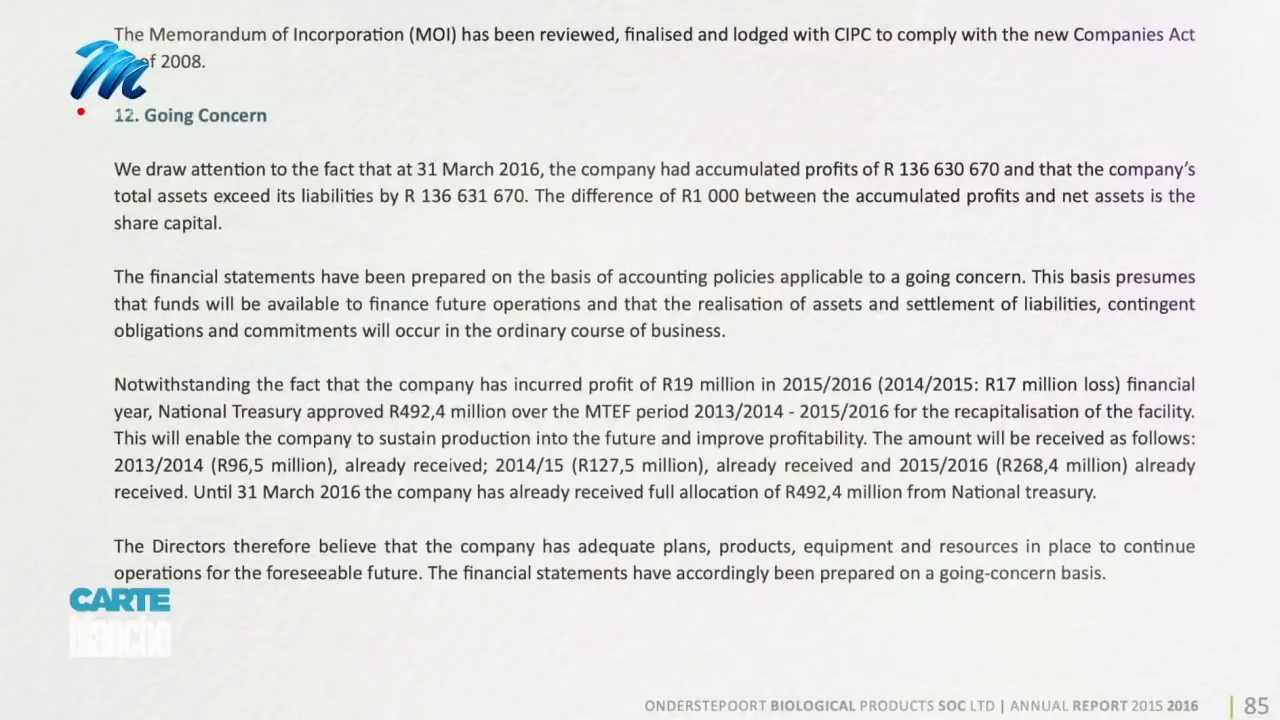 The Memorandum of Incorporation (MOI) has been reviewed, finalised and lodged with CIPC to comply with the new Companies Act
of 2008.
12. Going Concern
We draw attention to the fact that at 31 March 2016, the company had accumulated profits of R 136 630 670 and that the company’s
total assets exceed its liabilities by R 136 631 670. The difference of R1 000 between the accumulated profits and net assets is the
share capital.
The financial statements have been prepared on the basis of accounting policies applicable to a going concern. This basis presumes
that funds will be available to finance future operations and that the realisation of assets and settlement of liabilities, contingent
obligations and commitments will occur in the ordinary course of business.
Notwithstanding the fact that the company has incurred profit of R19 million in 2015/2016 (2014/2015: R17 million loss) financial
year, National Treasury approved R492,4 million over the MTEF period 2013/2014 - 2015/2016 for the recapitalisation of the facility.
This will enable the company to sustain production into the future and improve profitability. The amount will be received as follows:
2013/2014 (R96,5 million), already received; 2014/15 (R127,5 million), already received and 2015/2016 (R268,4 million) already
received. Until 31 March 2016 the company has already received full allocation of R492,4 million from National treasury.
The Directors therefore believe that the company has adequate plans, products, equipment and resources in place to continue
operations for the foreseeable future. The financial statements have accordingly been prepared on a going-concern basis.
CARTE
blanche
ONDERSTEPOORT BIOLOGICAL PRODUCTS SOC LTD | ANNUAL REPORT 2015 2016 | 85